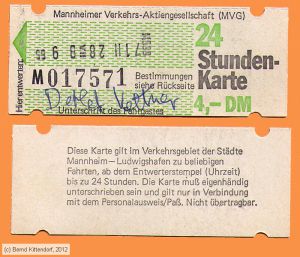 Mannheimer Verkehrs-Aktiengesellschaft (MVG)
Hier entwerten
24
Stunden-
Karte
M017571
Bestimmungen
siehe Rückseite
4,– DM
Unterschrift des Fahrgastes
Diese Karte gilt im Verkehrsgebiet der Städte
Mannheim – Ludwigshafen zu beliebigen
Fahrten, ab dem Entwerterstempel (Uhrzeit)
bis zu 24 Stunden. Die Karte muß eigenhändig
unterschrieben sein und gilt nur in Verbindung
mit dem Personalausweis/Paß. Nicht übertragbar.
(c) Bernd Kittendorf, 2012